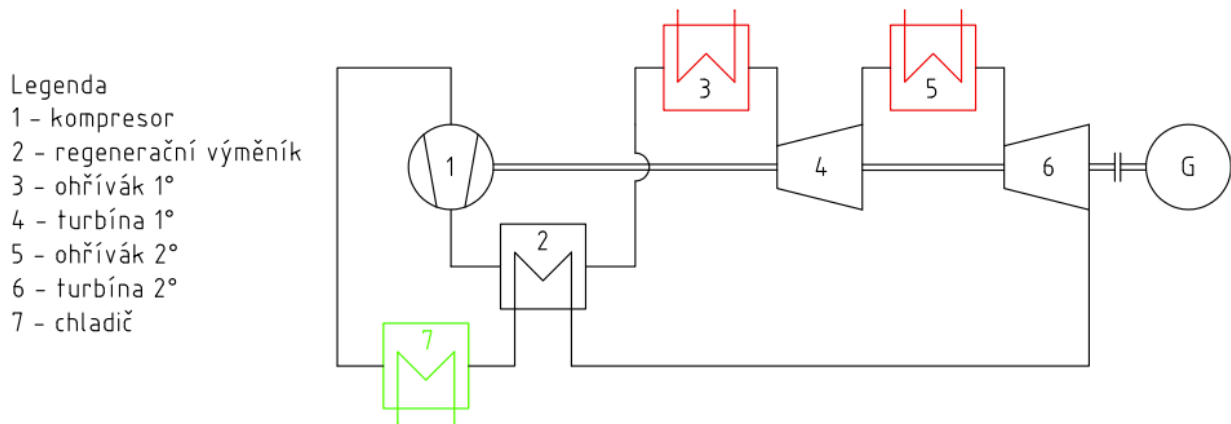 Legenda
1 - kompresor
2 - regenerační výměník
3 - ohřívák 1°
4 - turbína 1°
5 - ohřívák 2°
6 - turbína 2°
7 - chladič
3
5
1
4
6
G
2
7